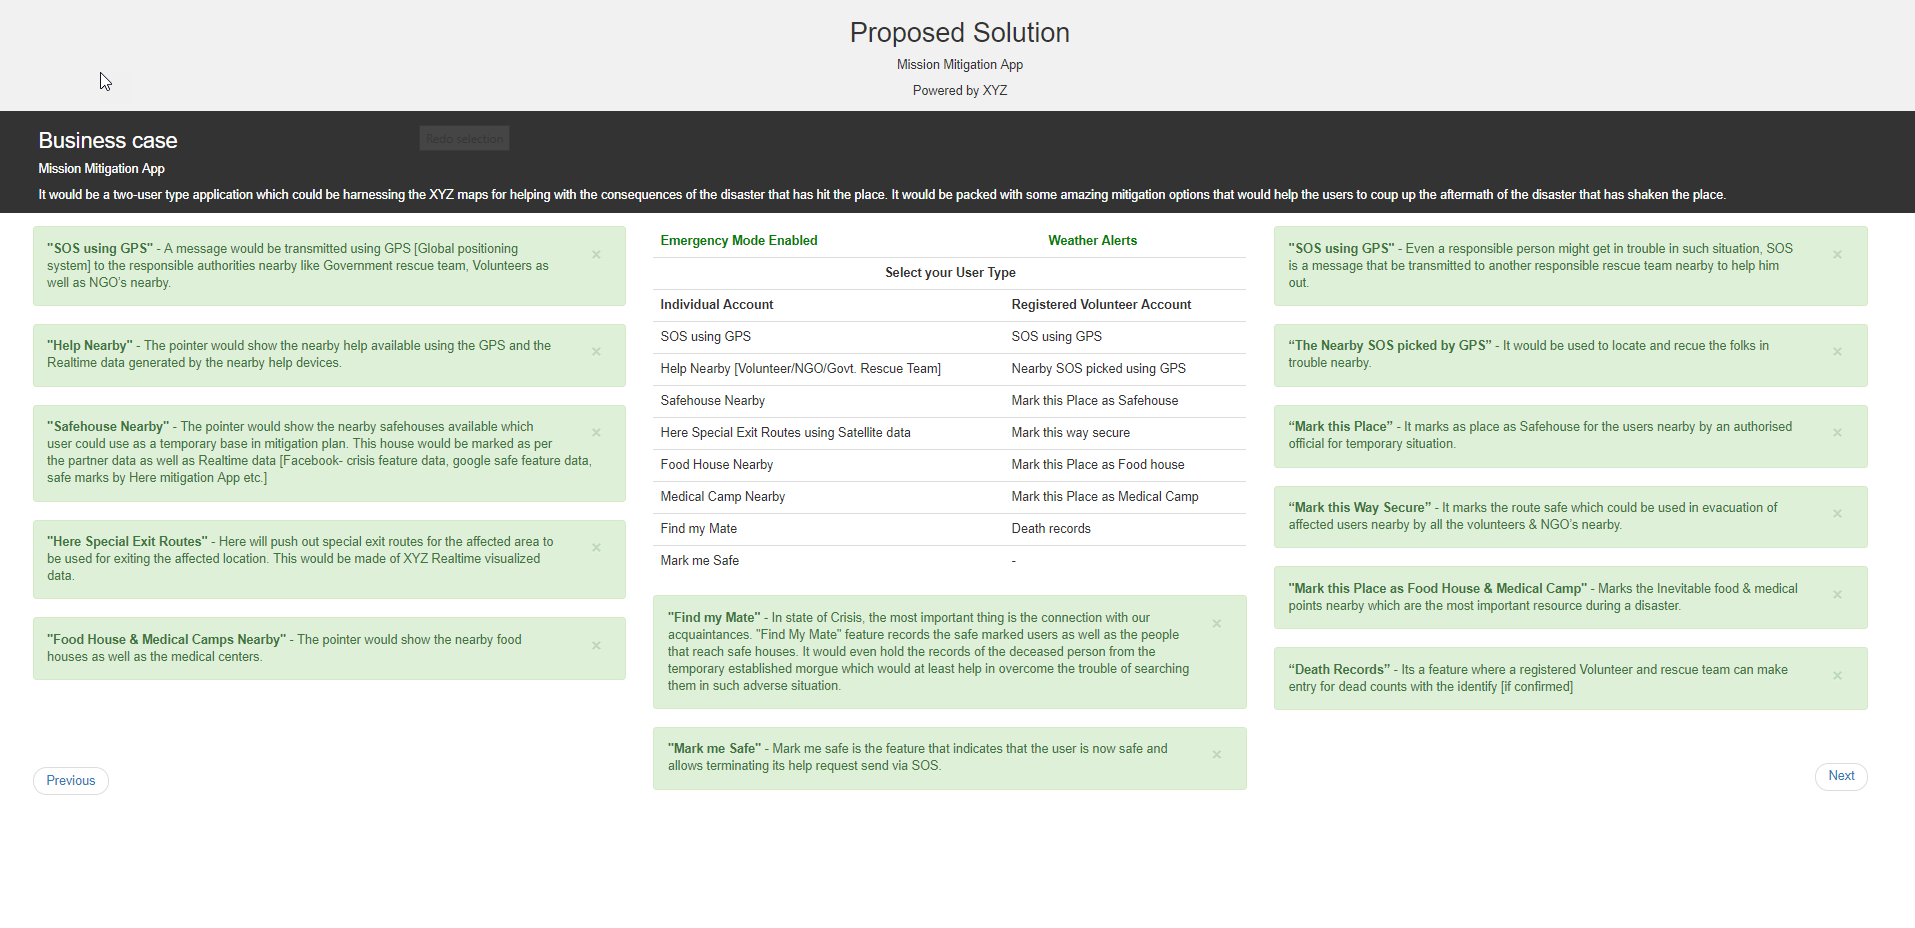 Proposed Solution
Mission Mitigation App
Powered by XYZ
Business case
Redo selection
Mission Mitigation App
It would be a two-user type application which could be harnessing the XYZ maps for helping with the consequences of the disaster that has hit the place. It would be packed with some amazing mitigation options that would help the users to coup up the aftermath of the disaster that has shaken the place.
"SOS using GPS" - A message would be transmitted using GPS [Global positioning
system] to the responsible authorities nearby like Government rescue team, Volunteers as
well as NGO's nearby.
×
"Help Nearby" - The pointer would show the nearby help available using the GPS and the
Realtime data generated by the nearby help devices.
×
"Safehouse Nearby" - The pointer would show the nearby safehouses available which
user could use as a temporary base in mitigation plan. This house would be marked as per
the partner data as well as Realtime data [Facebook- crisis feature data, google safe feature data,
safe marks by Here mitigation App etc.]
×
"Here Special Exit Routes" - Here will push out special exit routes for the affected area to
be used for exiting the affected location. This would be made of XYZ Realtime visualized
data.
×
"Food House & Medical Camps Nearby" - The pointer would show the nearby food
houses as well as the medical centers.
×
Previous
Emergency Mode Enabled Weather Alerts
Select your User Type
Individual Account Registered Volunteer Account
SOS using GPS SOS using GPS
Help Nearby [Volunteer/NGO/Govt. Rescue Team] Nearby SOS picked using GPS
Safehouse Nearby Mark this Place as Safehouse
Here Special Exit Routes using Satellite data Mark this way secure
Food House Nearby Mark this Place as Food house
Medical Camp Nearby Mark this Place as Medical Camp
Find my Mate Death records
Mark me Safe -
"Find my Mate" - In state of Crisis, the most important thing is the connection with our
acquaintances. "Find My Mate" feature records the safe marked users as well as the people
that reach safe houses. It would even hold the records of the deceased person from the
temporary established morgue which would at least help in overcome the trouble of searching
them in such adverse situation.
×
"Mark me Safe" - Mark me safe is the feature that indicates that the user is now safe and
allows terminating its help request send via SOS.
×
"SOS using GPS" - Even a responsible person might get in trouble in such situation, SOS
is a message that be transmitted to another responsible rescue team nearby to help him
out.
×
“The Nearby SOS picked by GPS” - It would be used to locate and recue the folks in
trouble nearby.
×
“Mark this Place” - It marks as place as Safehouse for the users nearby by an authorised
official for temporary situation.
×
“Mark this Way Secure” - It marks the route safe which could be used in evacuation of
affected users nearby by all the volunteers & NGO's nearby.
×
"Mark this Place as Food House & Medical Camp" - Marks the Inevitable food & medical
points nearby which are the most important resource during a disaster.
×
“Death Records” - Its a feature where a registered Volunteer and rescue team can make
entry for dead counts with the identify [if confirmed]
×
Next